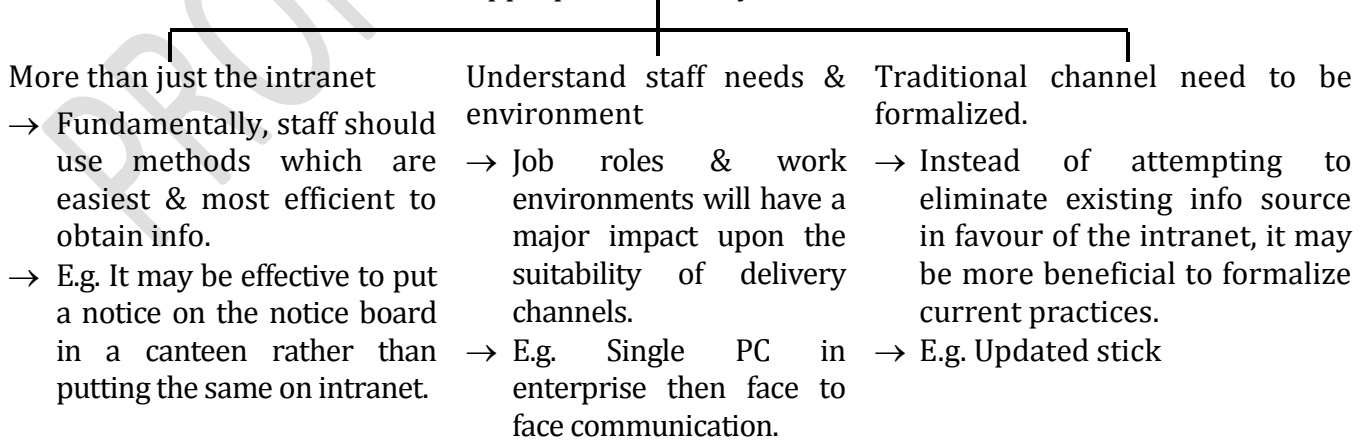 More than just the intranet
→ Fundamentally, staff should
use methods which are
easiest & most efficient to
obtain info.
→ E.g. It may be effective to put
a notice on the notice board
in a canteen rather than
putting the same on intranet.
Understand staff needs &
environment
→ Job roles & work
environments will have a
major impact upon the
suitability of delivery
channels.
→ E.g. Single PC in
enterprise then face to
face communication.
Traditional channel need to be
formalized.
→ Instead of attempting to
eliminate existing info source
in favour of the intranet, it may
be more beneficial to formalize
current practices.
→ E.g. Updated stick